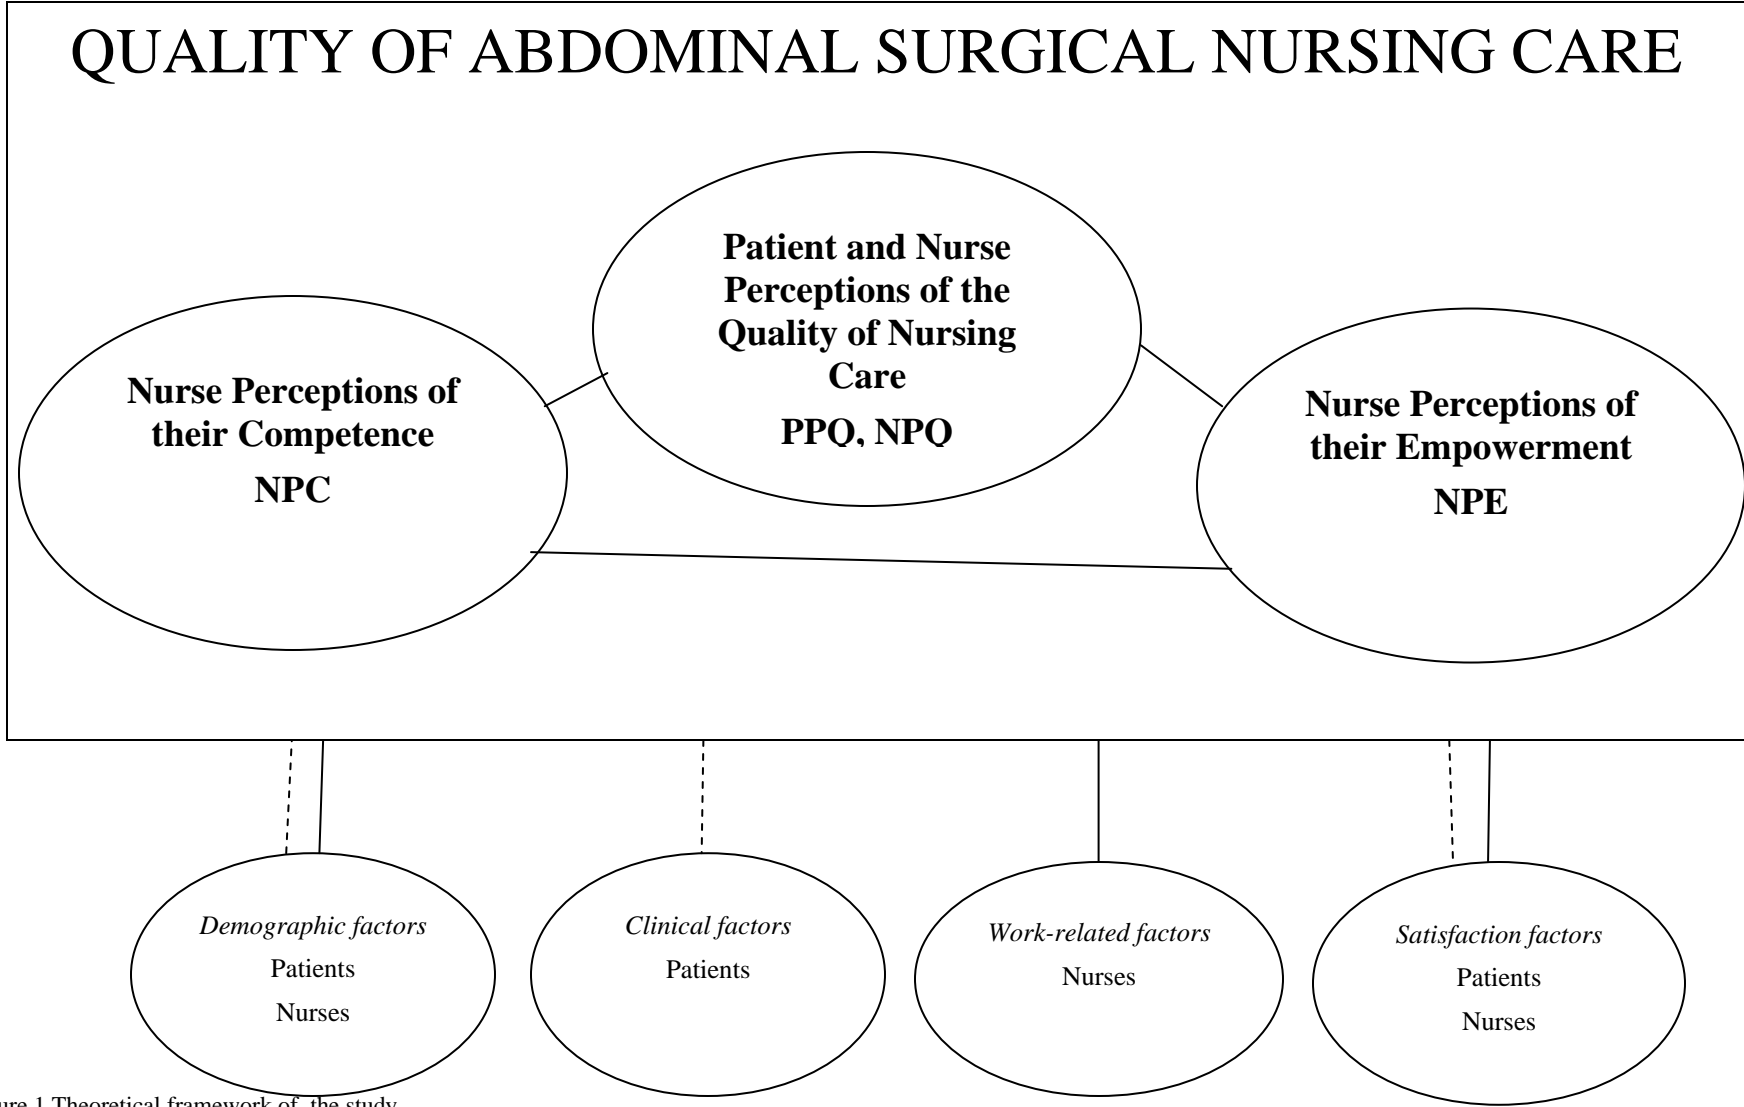 QUALITY OF ABDOMINAL SURGICAL NURSING CARE
Patient and Nurse
Perceptions of the
Quality of Nursing
Care
PPQ, NPQ
Nurse Perceptions of
their Competence
NPC
Nurse Perceptions of
their Empowerment
NPE
Demographic factors
Patients
Nurses
Clinical factors
Patients
Work-related factors
Nurses
Satisfaction factors
Patients
Nurses
1 Theoretical framework of the study